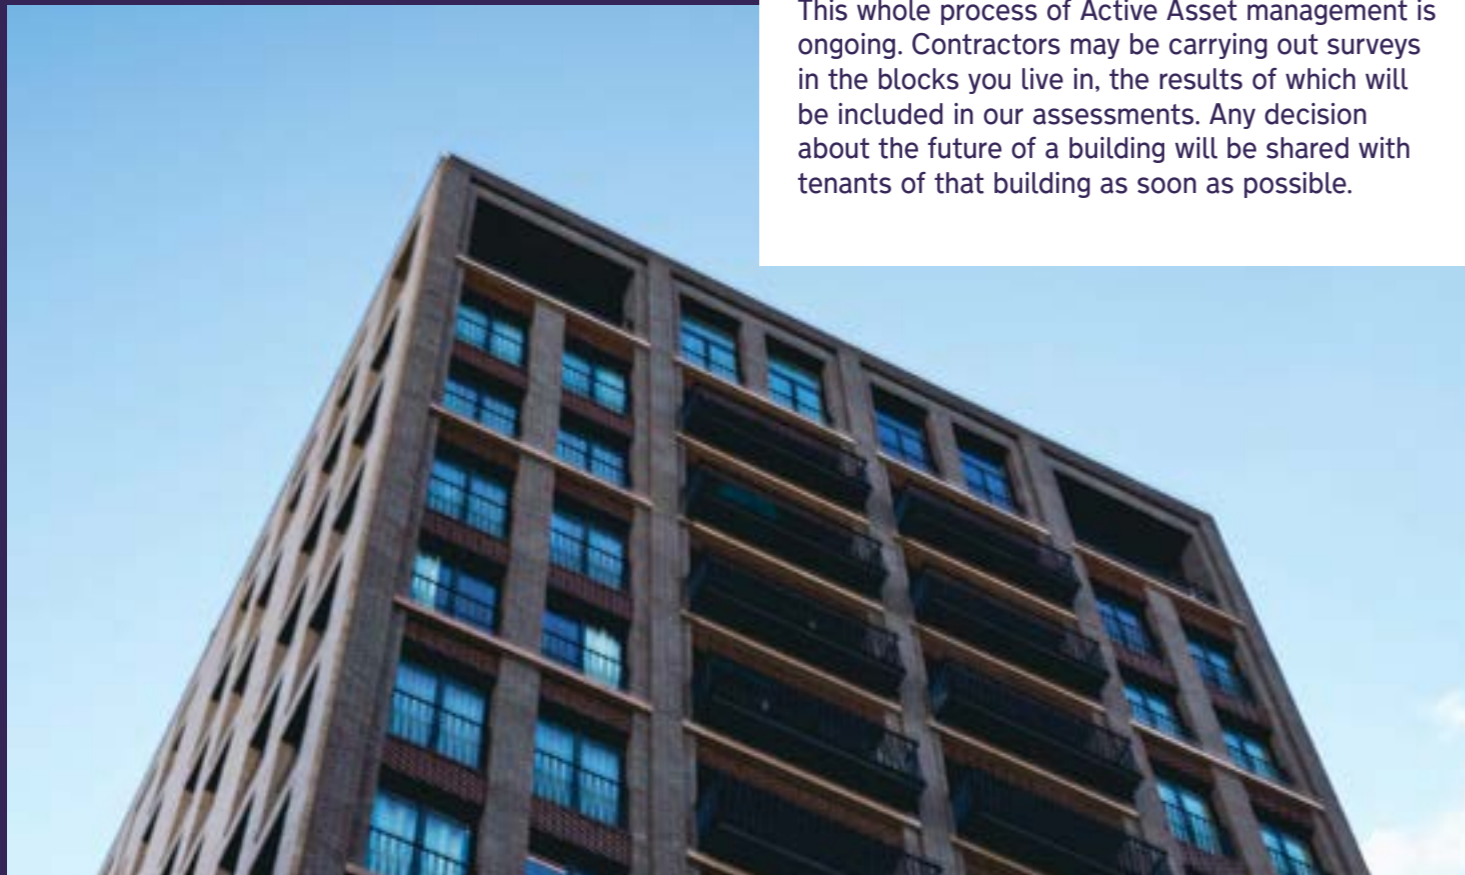 This whole process of Active Asset management is
ongoing. Contractors may be carrying out surveys
in the blocks you live in, the results of which will
be included in our assessments. Any decision
about the future of a building will be shared with
tenants of that building as soon as possible.